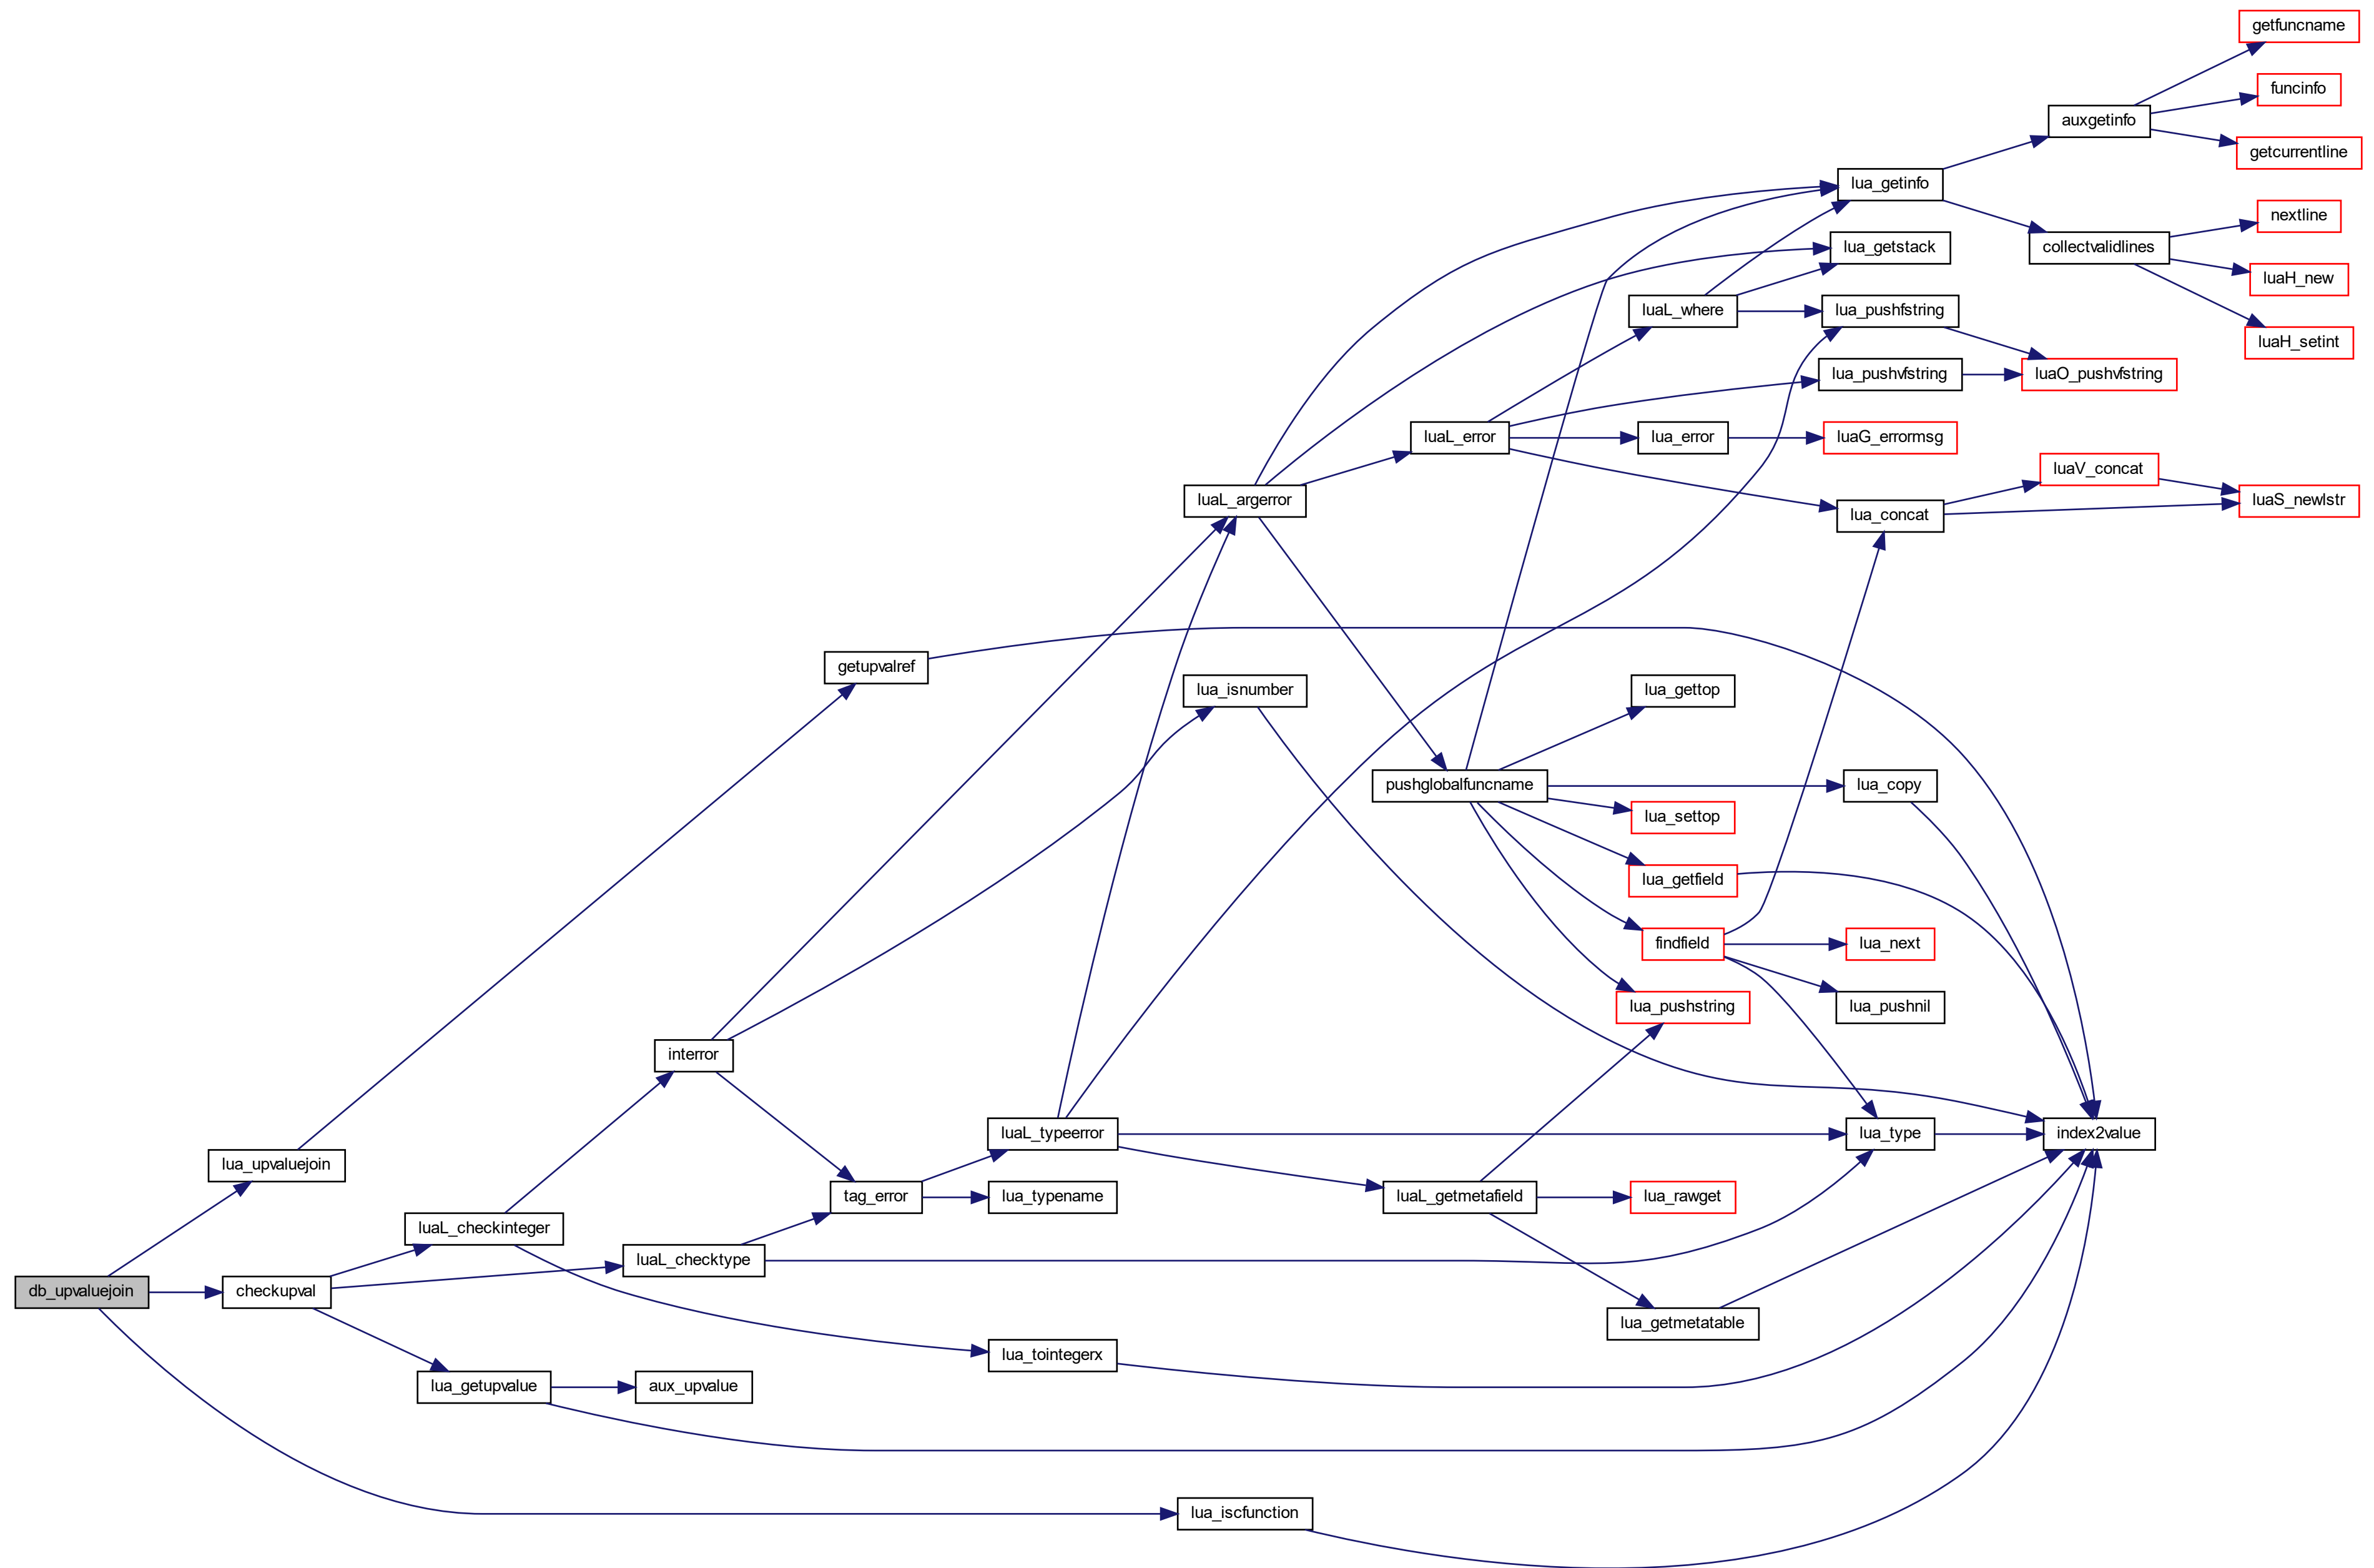 getfuncname
funcinfo
auxgetinfo
getcurrentline
lua_getinfo
nextline
lua_getstack
collectvalidlines
luaH_new
luaL_where
lua_pushfstring
luaH_setint
lua_pushvfstring
luaO_pushvfstring
luaL_error
lua_error
luaG_errormsg
luaV_concat
luaL_argerror
lua_concat
luaS_newlstr
getupvalref
lua_isnumber
lua_gettop
pushglobalfuncname
lua_copy
lua_settop
lua_getfield
findfield
lua_next
lua_pushstring
lua_pushnil
interror
luaL_typeerror
lua_type
index2value
lua_upvaluejoin
tag_error
lua_typename
luaL_getmetafield
lua_rawget
luaL_checkinteger
luaL_checktype
db_upvaluejoin
checkupval
lua_getmetatable
lua_tointegerx
lua_getupvalue
aux_upvalue
lua_iscfunction